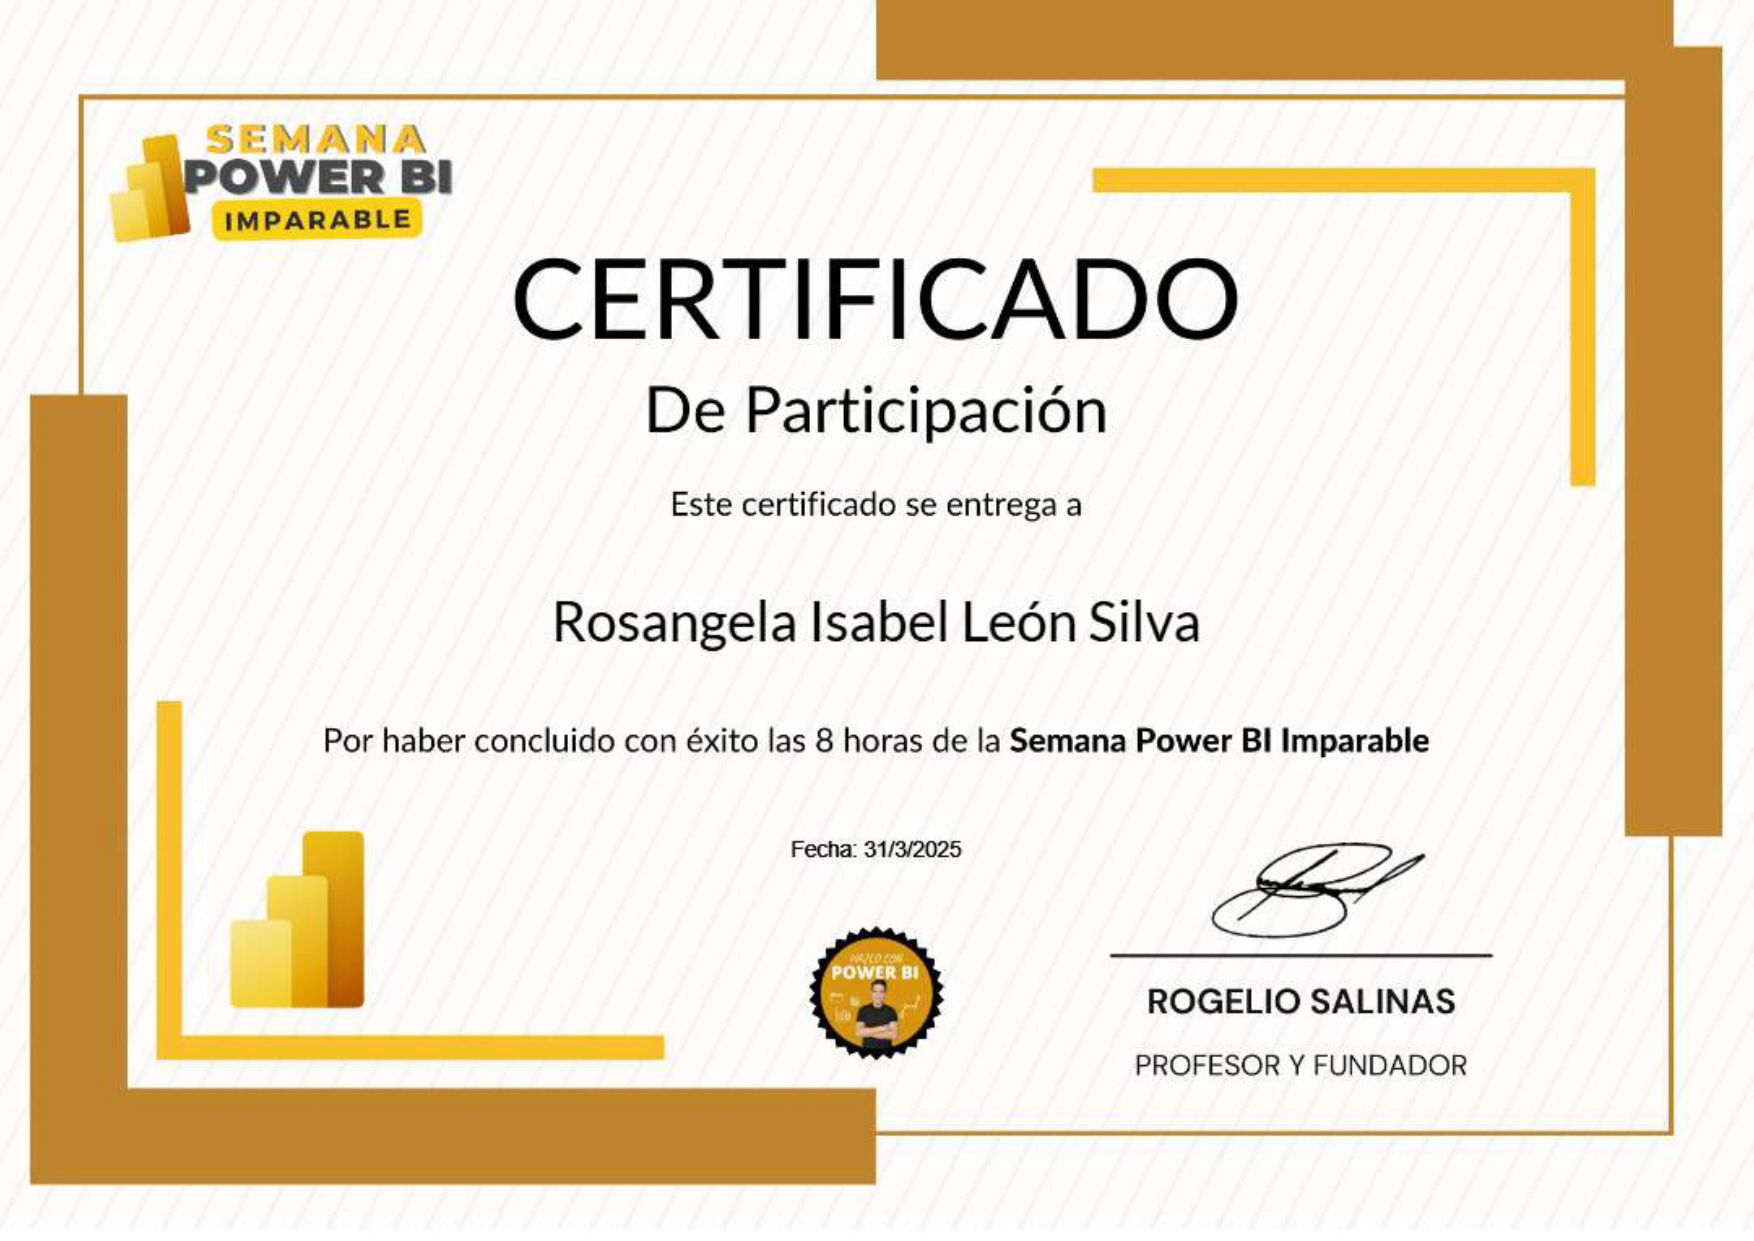 SEMANA
POWER BI
IMPARABLE
CERTIFICADO
De Participación
Este certificado se entrega a
Rosangela Isabel León Silva
Por haber concluido con éxito las 8 horas de la Semana Power BI Imparable
Fecha: 31/3/2025
HAZLO CON
POWER BI
ROGELIO SALINAS
PROFESOR Y FUNDADOR